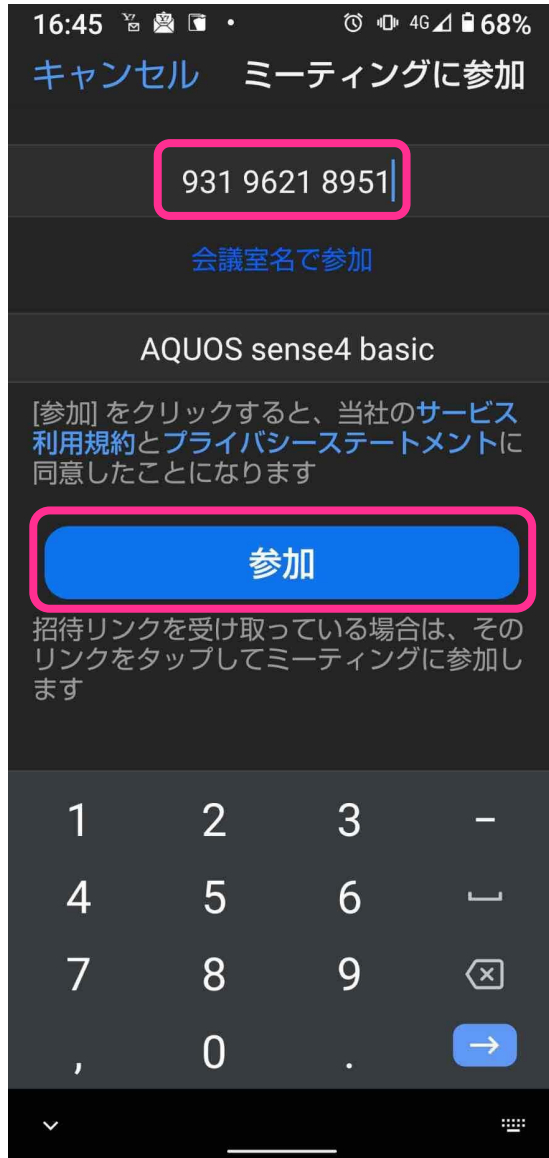 16:45 4G 68%
キャンセル ミーティングに参加
931 9621 8951
会議室名で参加
AQUOS sense4 basic
[参加] をクリックすると、当社のサービス
利用規約とプライバシーステートメントに
同意したことになります
参加
招待リンクを受け取っている場合は、その
リンクをタップしてミーティングに参加し
ます
1 2 3 −
4 5 6
7 8 9
, 0 .